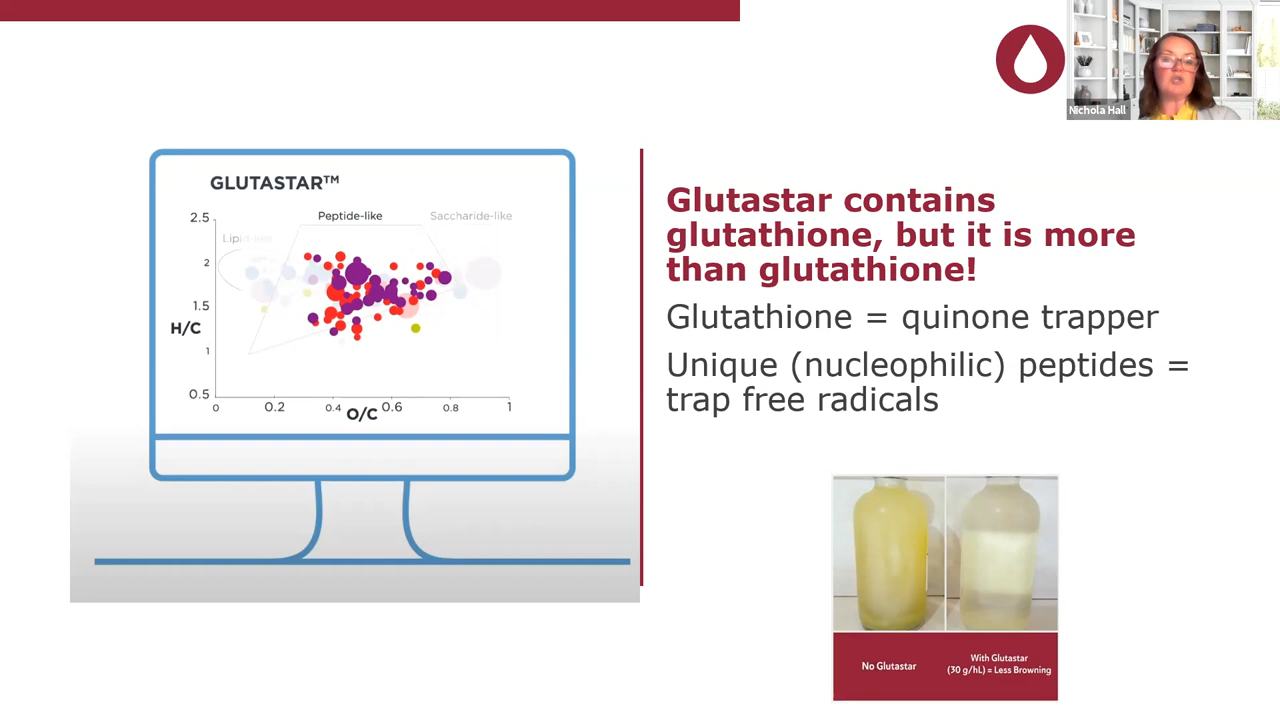 Nichola Hall
GLUTASTAR™
Peptide-like
Saccharide-like
Lipid-like
2.5
2
1.5
H/C
1
0.5
0
0.2
0.4
O/C
0.6
0.8
1
Glutastar contains
glutathione, but it is more
than glutathione!
Glutathione = quinone trapper
Unique (nucleophilic) peptides =
trap free radicals
No Glutastar
With Glutastar
(30 g/hL) = Less Browning